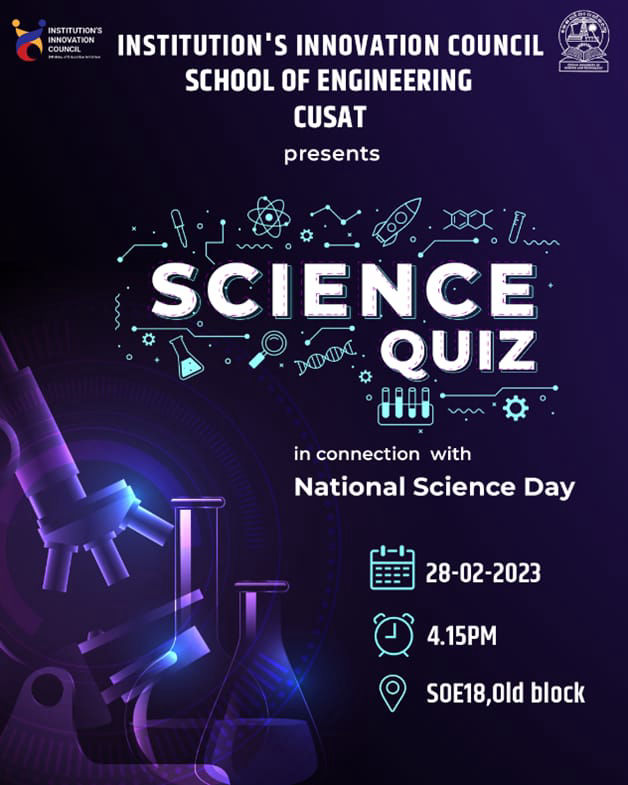 INSTITUTION'S
INNOVATION
COUNCIL
INSTITUTION'S INNOVATION COUNCIL
SCHOOL OF ENGINEERING
CUSAT
presents
SCIENCE
QUIZ
in connection with
National Science Day
28-02-2023
4.15PM
SOE18,Old block